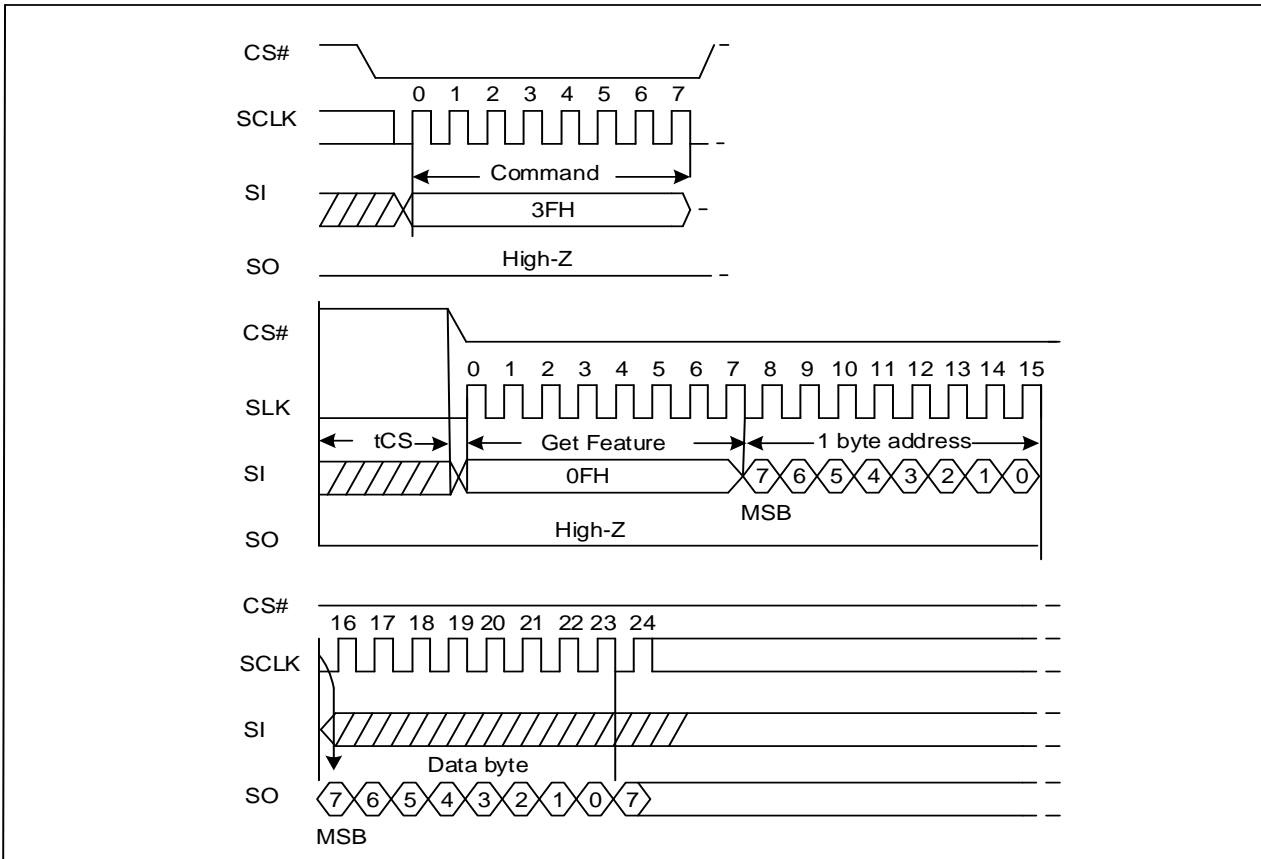 CS#
0 1 2 3 4 5 6 7
SCLK
Command
SI
3FH
High-Z
SO
CS#
0 1 2 3 4 5 6 7 8 9 10 11 12 13 14 15
SLK
tCS Get Feature 1 byte address
SI
0FH 7 6 5 4 3 2 1 0
MSB
High-Z
SO
CS#
16 17 18 19 20 21 22 23 24
SCLK
SI
Data byte
SO 7 6 5 4 3 2 1 0 7
MSB